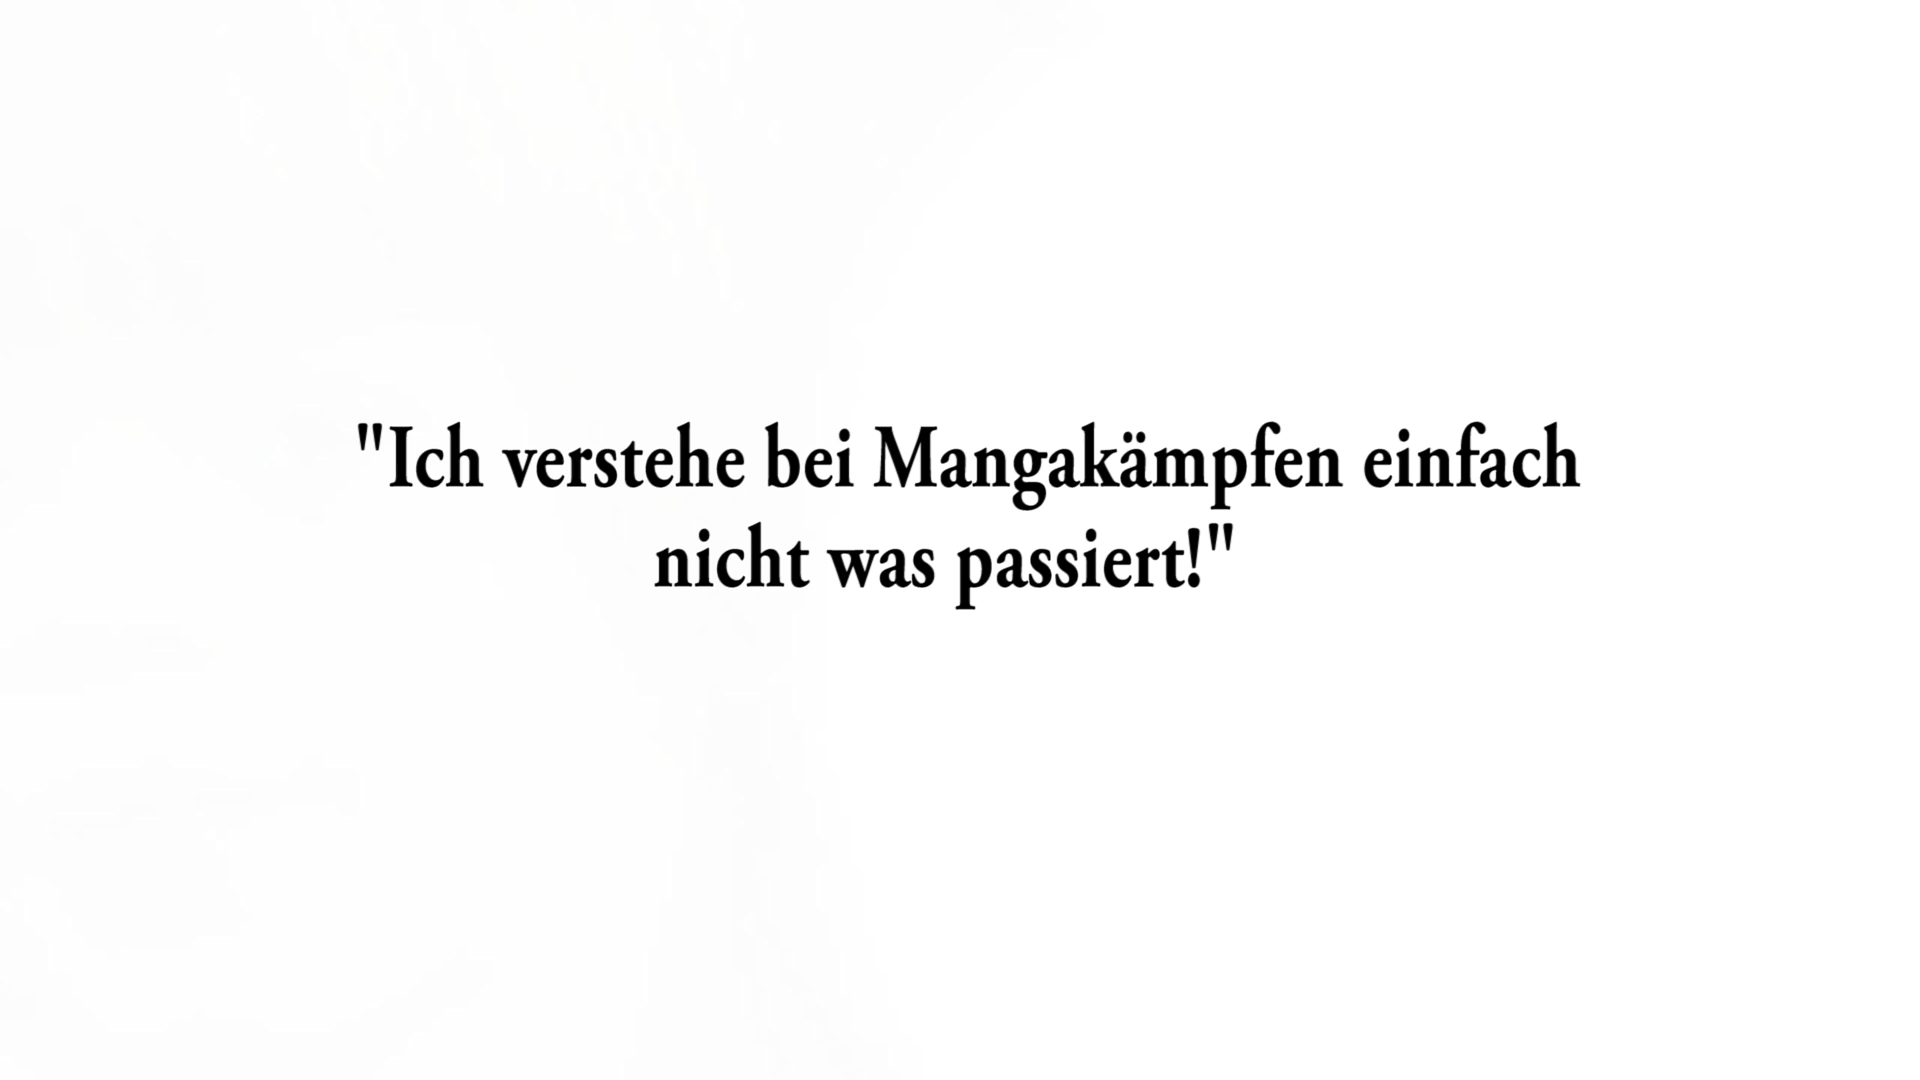 "Ich verstehe bei Mangakämpfen einfach
nicht was passiert!"